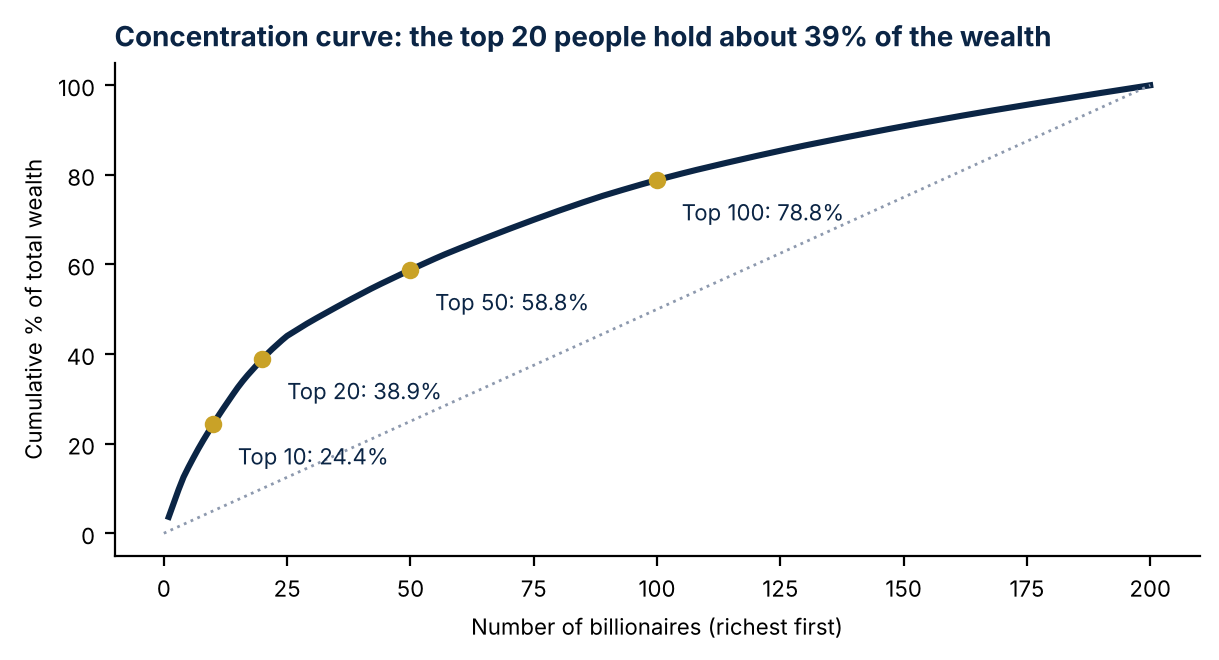 Concentration curve: the top 20 people hold about 39% of the wealth
Cumulative % of total wealth
100
80
60
40
20
0
Top 100: 78.8%
Top 50: 58.8%
Top 20: 38.9%
Top 10: 24.4%
0 25 50 75 100 125 150 175 200
Number of billionaires (richest first)